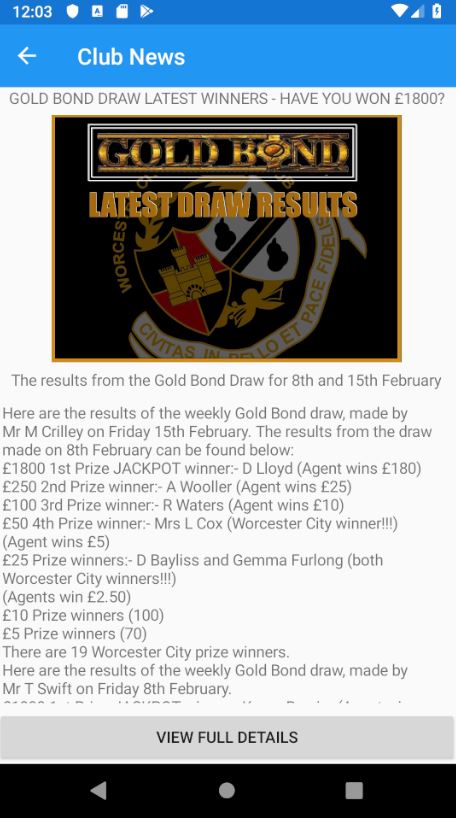 12:03
Club News
GOLD BOND DRAW LATEST WINNERS - HAVE YOU WON £1800?
GOLD BOND
LATEST DRAW RESULTS
WORCES
CIVITAS IN BELLO ET PACE FIDELIS
The results from the Gold Bond Draw for 8th and 15th February
Here are the results of the weekly Gold Bond draw, made by
Mr M Crilley on Friday 15th February. The results from the draw
made on 8th February can be found below:
£1800 1st Prize JACKPOT winner:- D Lloyd (Agent wins £180)
£250 2nd Prize winner:- A Wooller (Agent wins £25)
£100 3rd Prize winner:- R Waters (Agent wins £10)
£50 4th Prize winner:- Mrs L Cox (Worcester City winner!!!)
(Agent wins £5)
£25 Prize winners:- D Bayliss and Gemma Furlong (both
Worcester City winners!!!)
(Agents win £2.50)
£10 Prize winners (100)
£5 Prize winners (70)
There are 19 Worcester City prize winners.
Here are the results of the weekly Gold Bond draw, made by
Mr T Swift on Friday 8th February.
VIEW FULL DETAILS